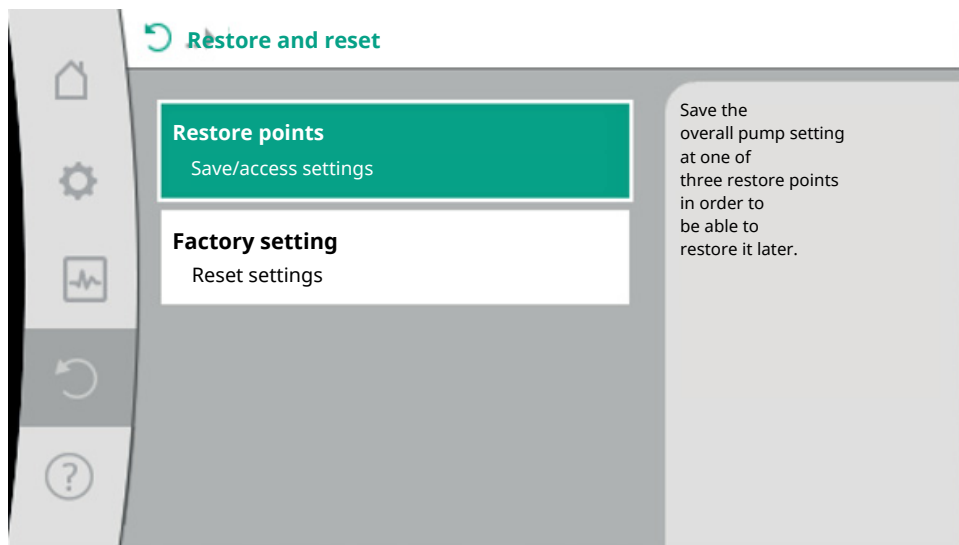 Restore and reset
Restore points
Save/access settings
Factory setting
Reset settings
Save the
overall pump setting
at one of
three restore points
in order to
be able to
restore it later.
?